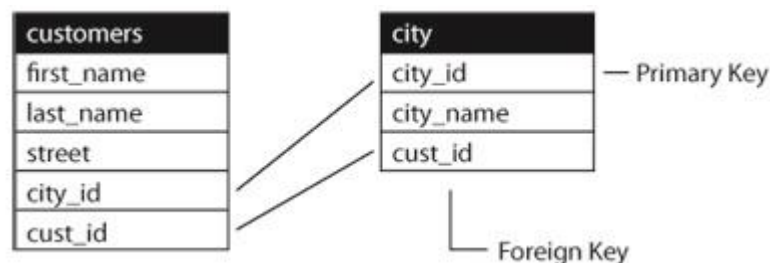 customers
first_name
last_name
street
city_id
cust_id
city
city_id
city_name
cust_id
Primary Key
Foreign Key